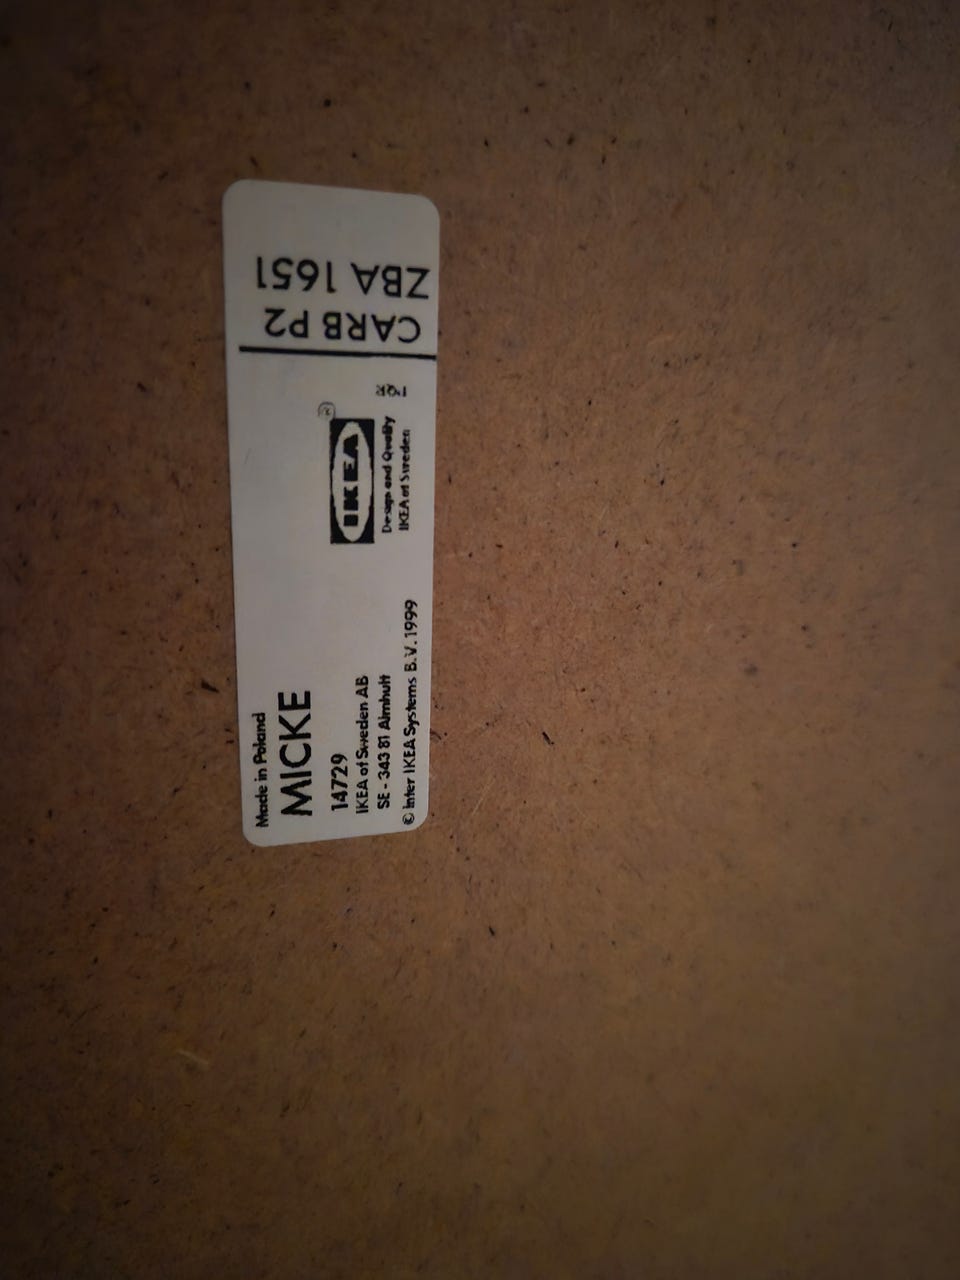 Made in Poland
MICKE
14729
IKEA of Sweden AB
SE - 343 81 Älmhult
© Inter IKEA Systems B.V. 1999
IKEA ®
Design and Quality
IKEA of Sweden
CARB P2
ZBA 1651